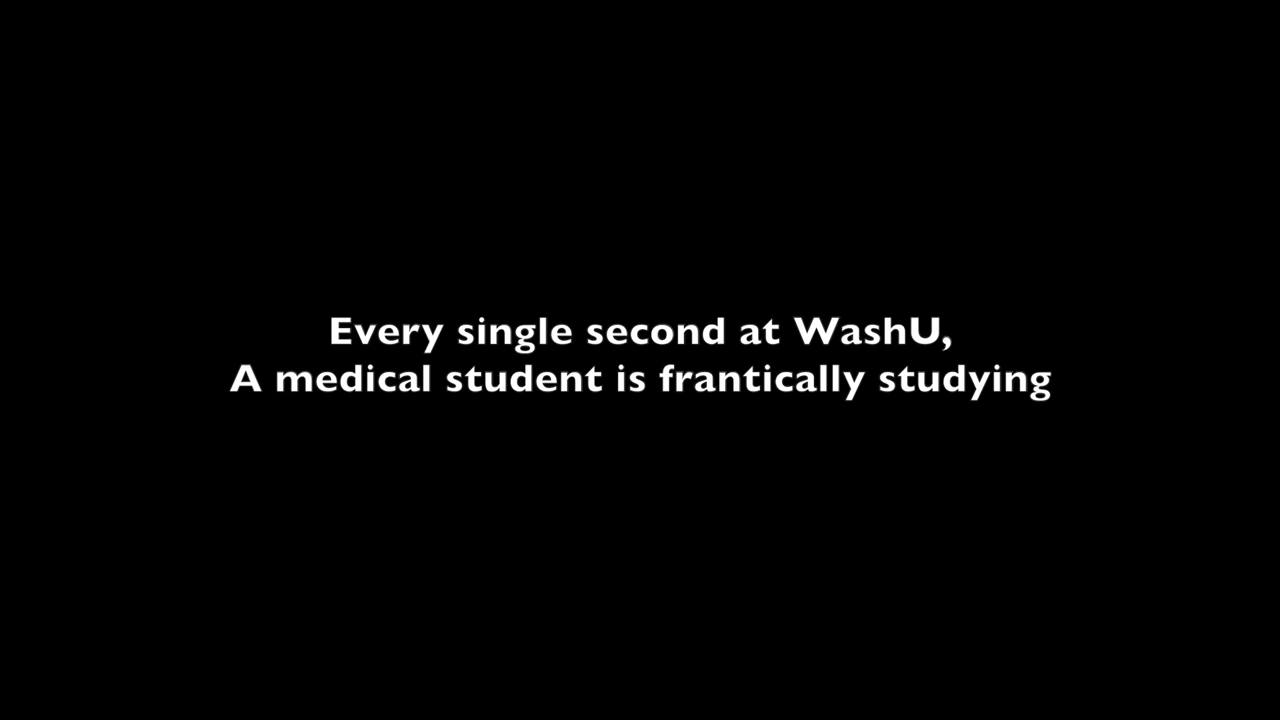 Every single second at WashU,
A medical student is frantically studying